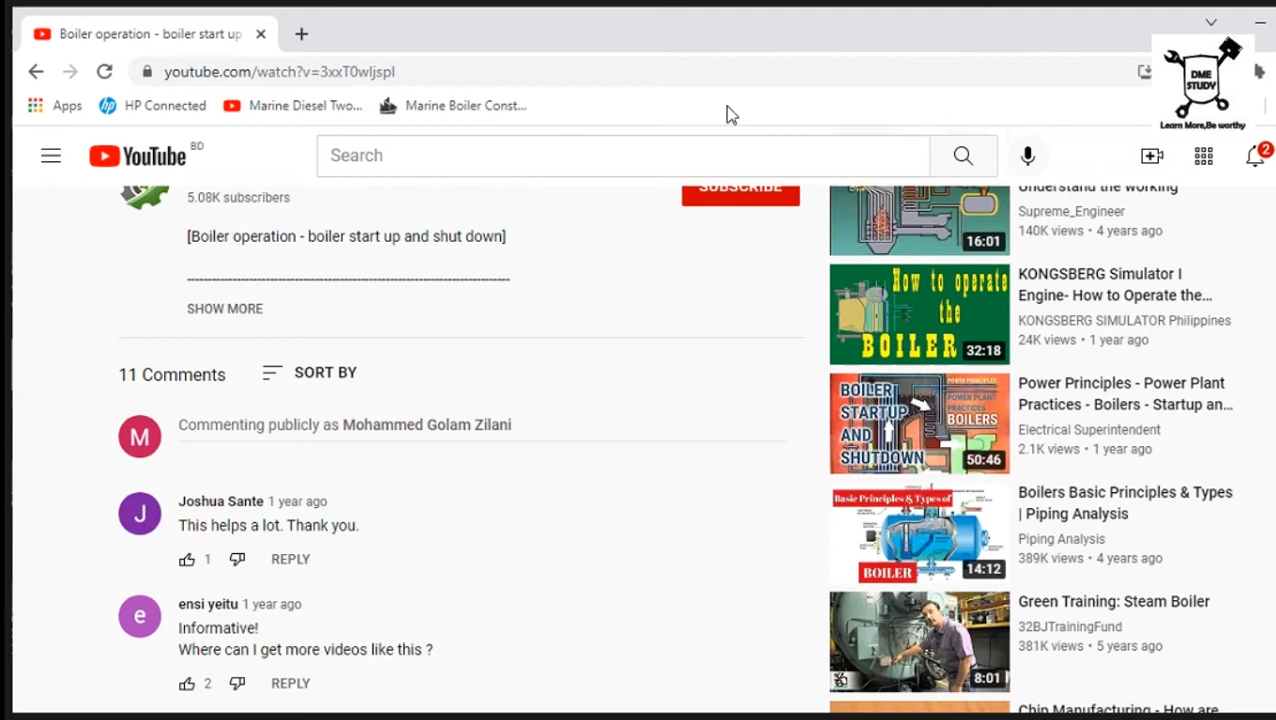 Boiler operation - boiler start up
youtube.com/watch?v=3xxT0wljspI
DME
STUDY
Learn More,Be worthy
Apps
HP Connected
Marine Diesel Two...
Marine Boiler Const...
YouTube
BD
Search
2
5.08K subscribers
SUBSCRIBE
[Boiler operation - boiler start up and shut down]
SHOW MORE
11 Comments
SORT BY
M
Commenting publicly as Mohammed Golam Zilani
J
Joshua Sante 1 year ago
This helps a lot. Thank you.
1
REPLY
e
ensi yeitu 1 year ago
Informative!
Where can I get more videos like this ?
2
REPLY
16:01
Understand the working
Supreme_Engineer
140K views • 4 years ago
How to operate
the
BOILER
32:18
KONGSBERG Simulator I
Engine- How to Operate the...
KONGSBERG SIMULATOR Philippines
24K views • 1 year ago
BOILER
STARTUP
AND
SHUTDOWN
POWER PRINCIPLES
POWER PLANT
PRACTICES
BOILERS
50:46
Power Principles - Power Plant
Practices - Boilers - Startup an...
Electrical Superintendent
2.1K views • 1 year ago
Basic Principles & Types of
BOILER
14:12
Boilers Basic Principles & Types
| Piping Analysis
Piping Analysis
389K views • 4 years ago
8:01
Green Training: Steam Boiler
32BJTrainingFund
381K views • 5 years ago
Chip Manufacturing - How are